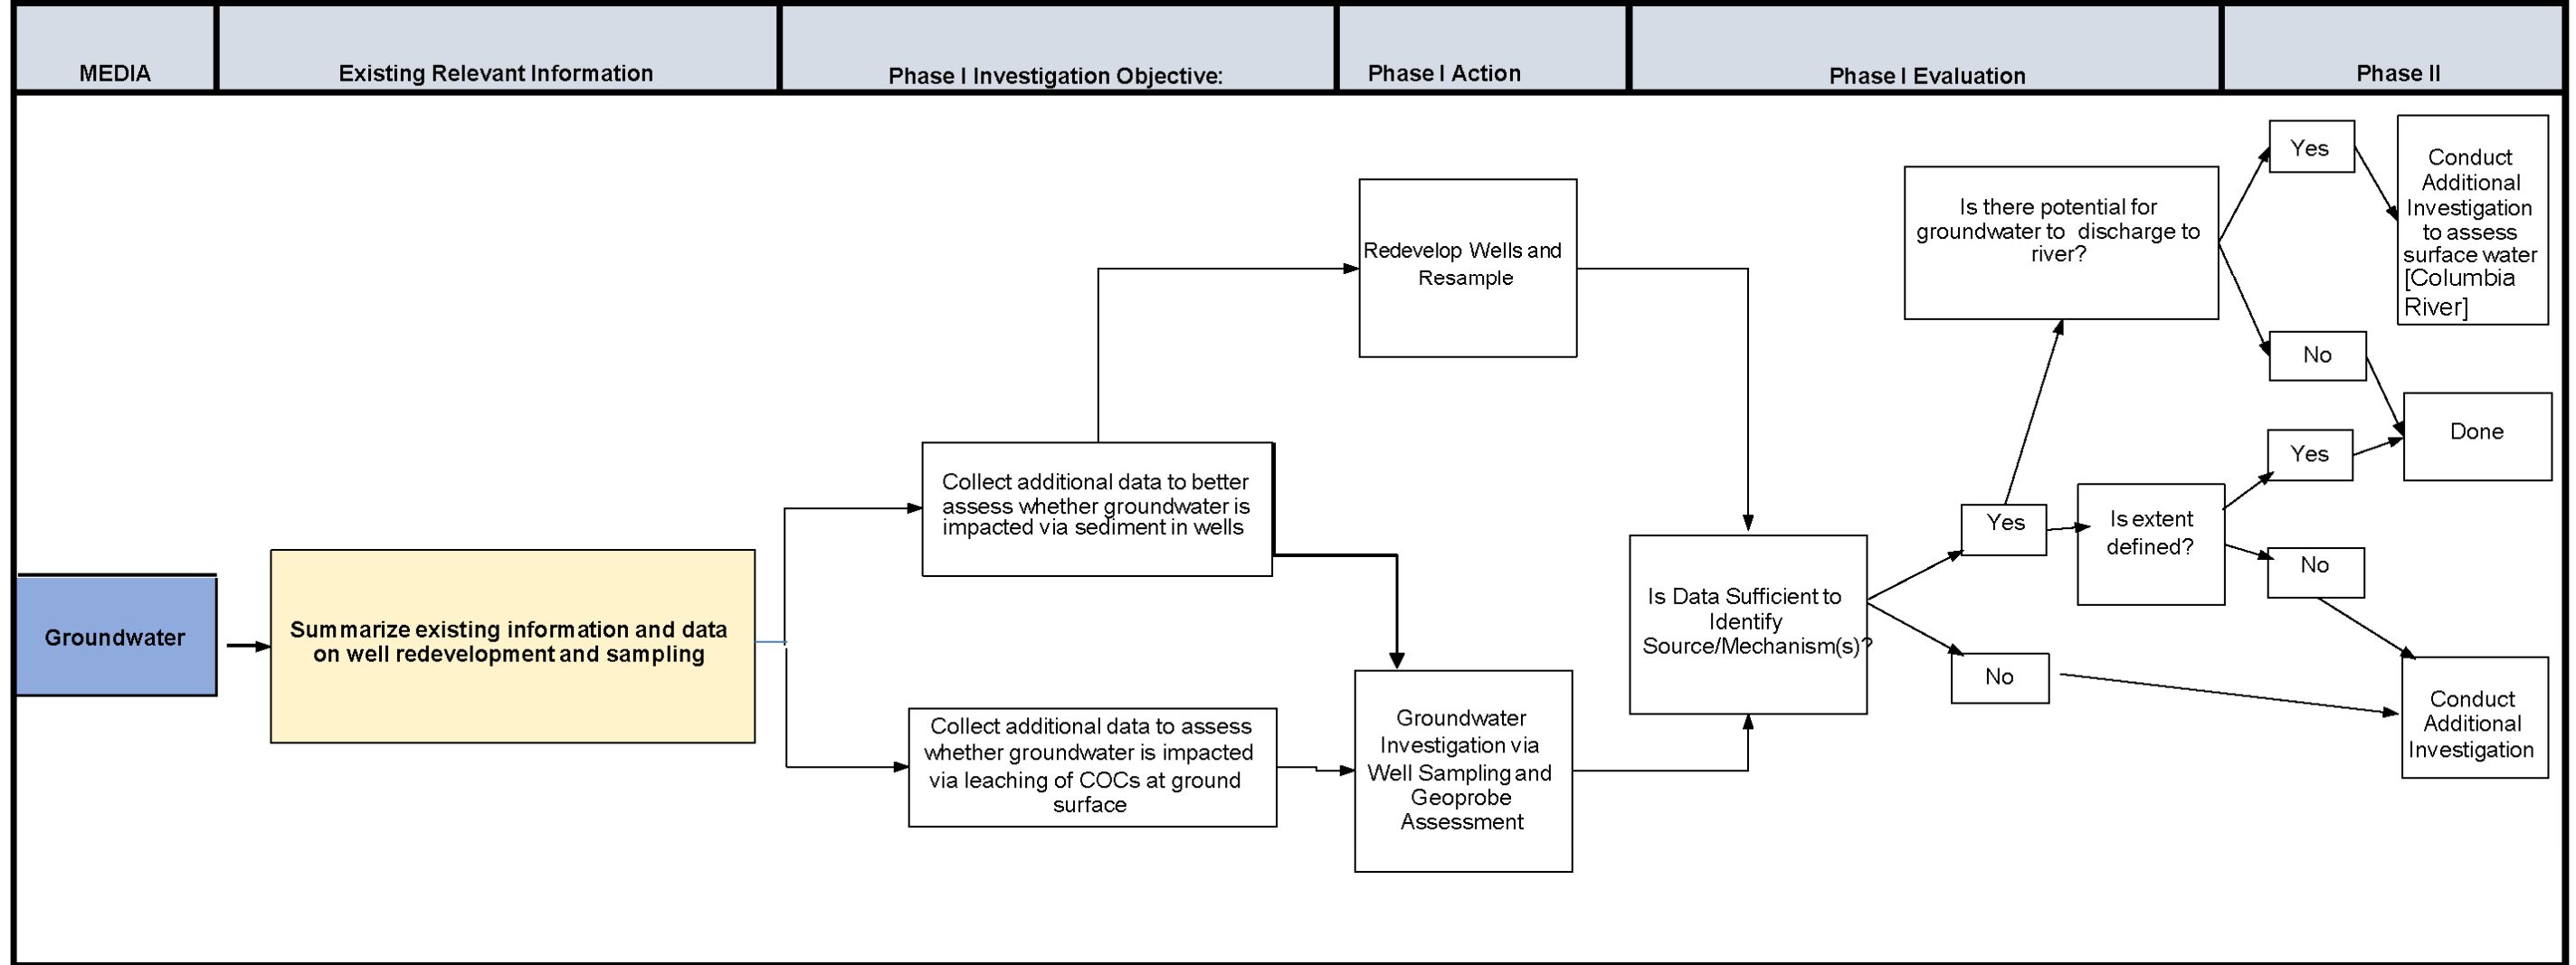 MEDIA
Existing Relevant Information
Phase I Investigation Objective:
Phase I Action
Phase I Evaluation
Phase II
Groundwater
Summarize existing information and data
on well redevelopment and sampling
Collect additional data to better
assess whether groundwater is
impacted via sediment in wells
Collect additional data to assess
whether groundwater is impacted
via leaching of COCs at ground
surface
Redevelop Wells and
Resample
Groundwater
Investigation via
Well Sampling and
Geoprobe
Assessment
Is Data Sufficient to
Identify
Source/Mechanism(s)?
Yes
No
Is there potential for
groundwater to discharge to
river?
Is extent
defined?
Yes
No
Yes
No
Conduct
Additional
Investigation
to assess
surface water
[Columbia
River]
Done
Conduct
Additional
Investigation